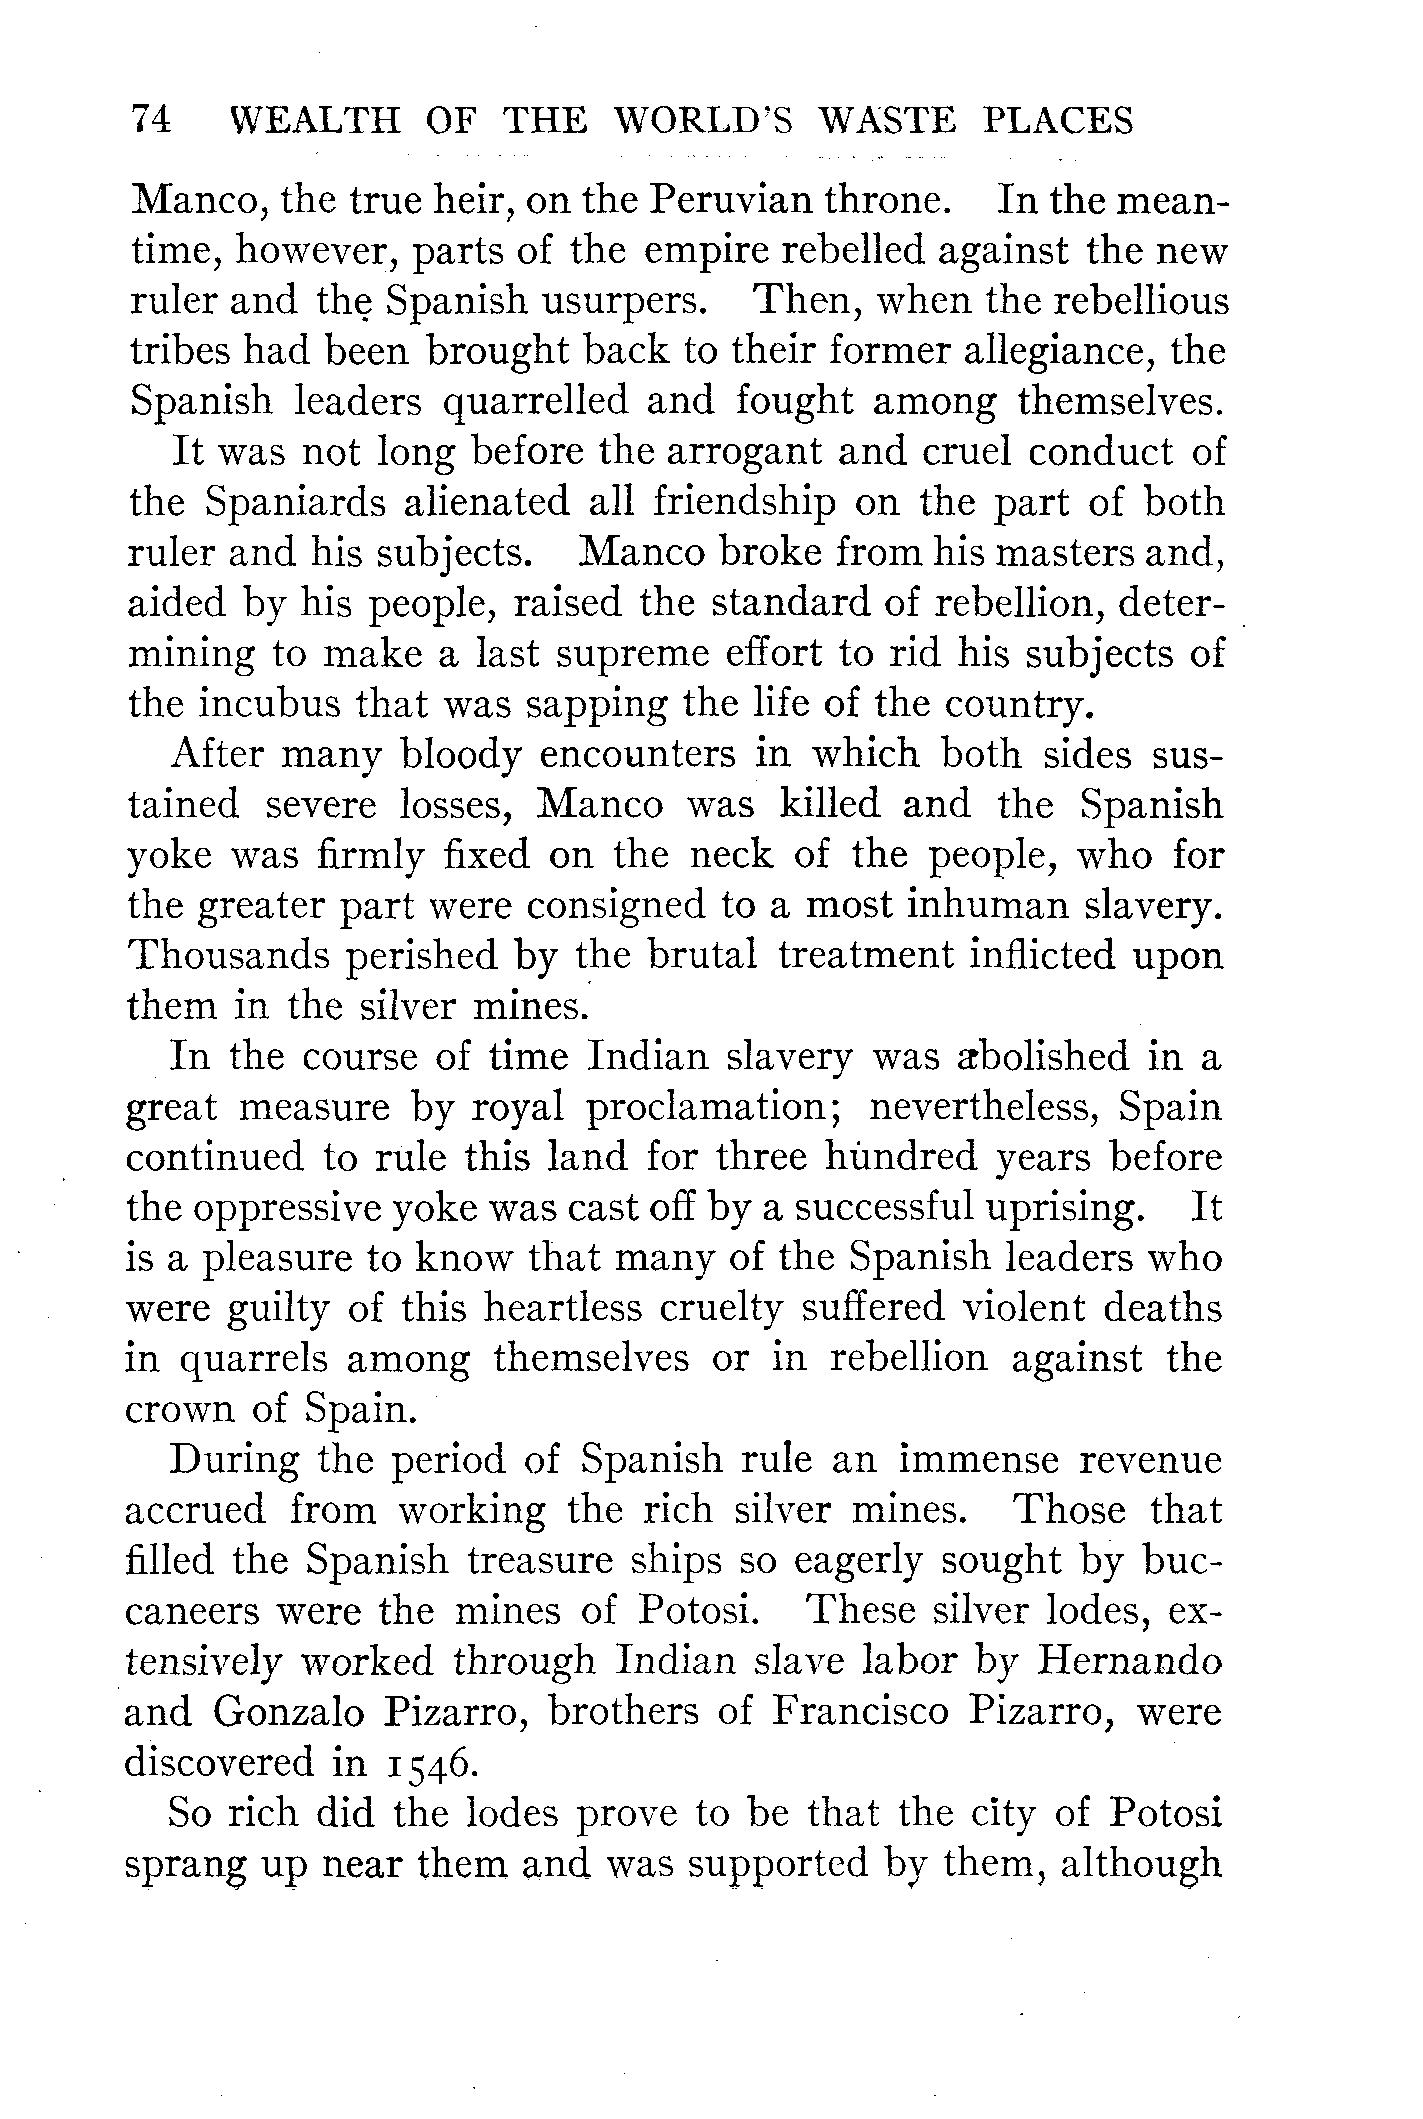 74 WEALTH OF THE WORLD'S WASTE PLACES
Manco, the true heir, on the Peruvian throne. In the mean-
time, however, parts of the empire rebelled against the new
ruler and the Spanish usurpers. Then, when the rebellious
tribes had been brought back to their former allegiance, the
Spanish leaders quarrelled and fought among themselves.
It was not long before the arrogant and cruel conduct of
the Spaniards alienated all friendship on the part of both
ruler and his subjects. Manco broke from his masters and,
aided by his people, raised the standard of rebellion, deter-
mining to make a last supreme effort to rid his subjects of
the incubus that was sapping the life of the country.
After many bloody encounters in which both sides sus-
tained severe losses, Manco was killed and the Spanish
yoke was firmly fixed on the neck of the people, who for
the greater part were consigned to a most inhuman slavery.
Thousands perished by the brutal treatment inflicted upon
them in the silver mines.
In the course of time Indian slavery was abolished in a
great measure by royal proclamation; nevertheless, Spain
continued to rule this land for three hundred years before
the oppressive yoke was cast off by a successful uprising. It
is a pleasure to know that many of the Spanish leaders who
were guilty of this heartless cruelty suffered violent deaths
in quarrels among themselves or in rebellion against the
crown of Spain.
During the period of Spanish rule an immense revenue
accrued from working the rich silver mines. Those that
filled the Spanish treasure ships so eagerly sought by buc-
caneers were the mines of Potosi. These silver lodes, ex-
tensively worked through Indian slave labor by Hernando
and Gonzalo Pizarro, brothers of Francisco Pizarro, were
discovered in 1546.
So rich did the lodes prove to be that the city of Potosi
sprang up near them and was supported by them, although